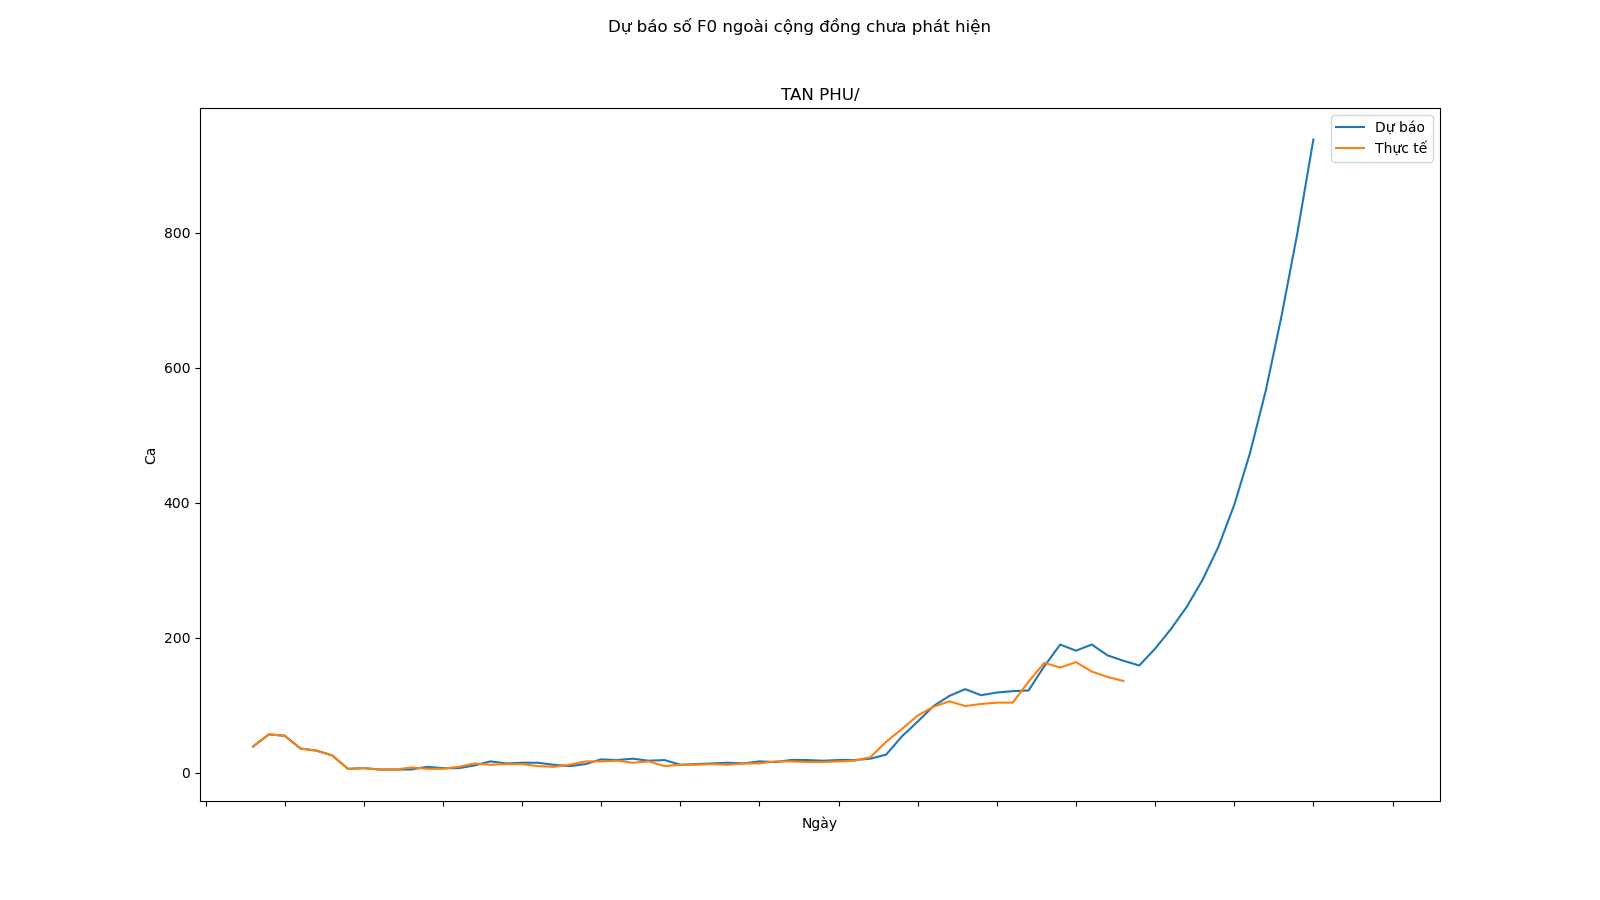 Dự báo số F0 ngoài cộng đồng chưa phát hiện
TAN PHU/
Dự báo
Thực tế
800
600
400
200
0
Ca
Ngày